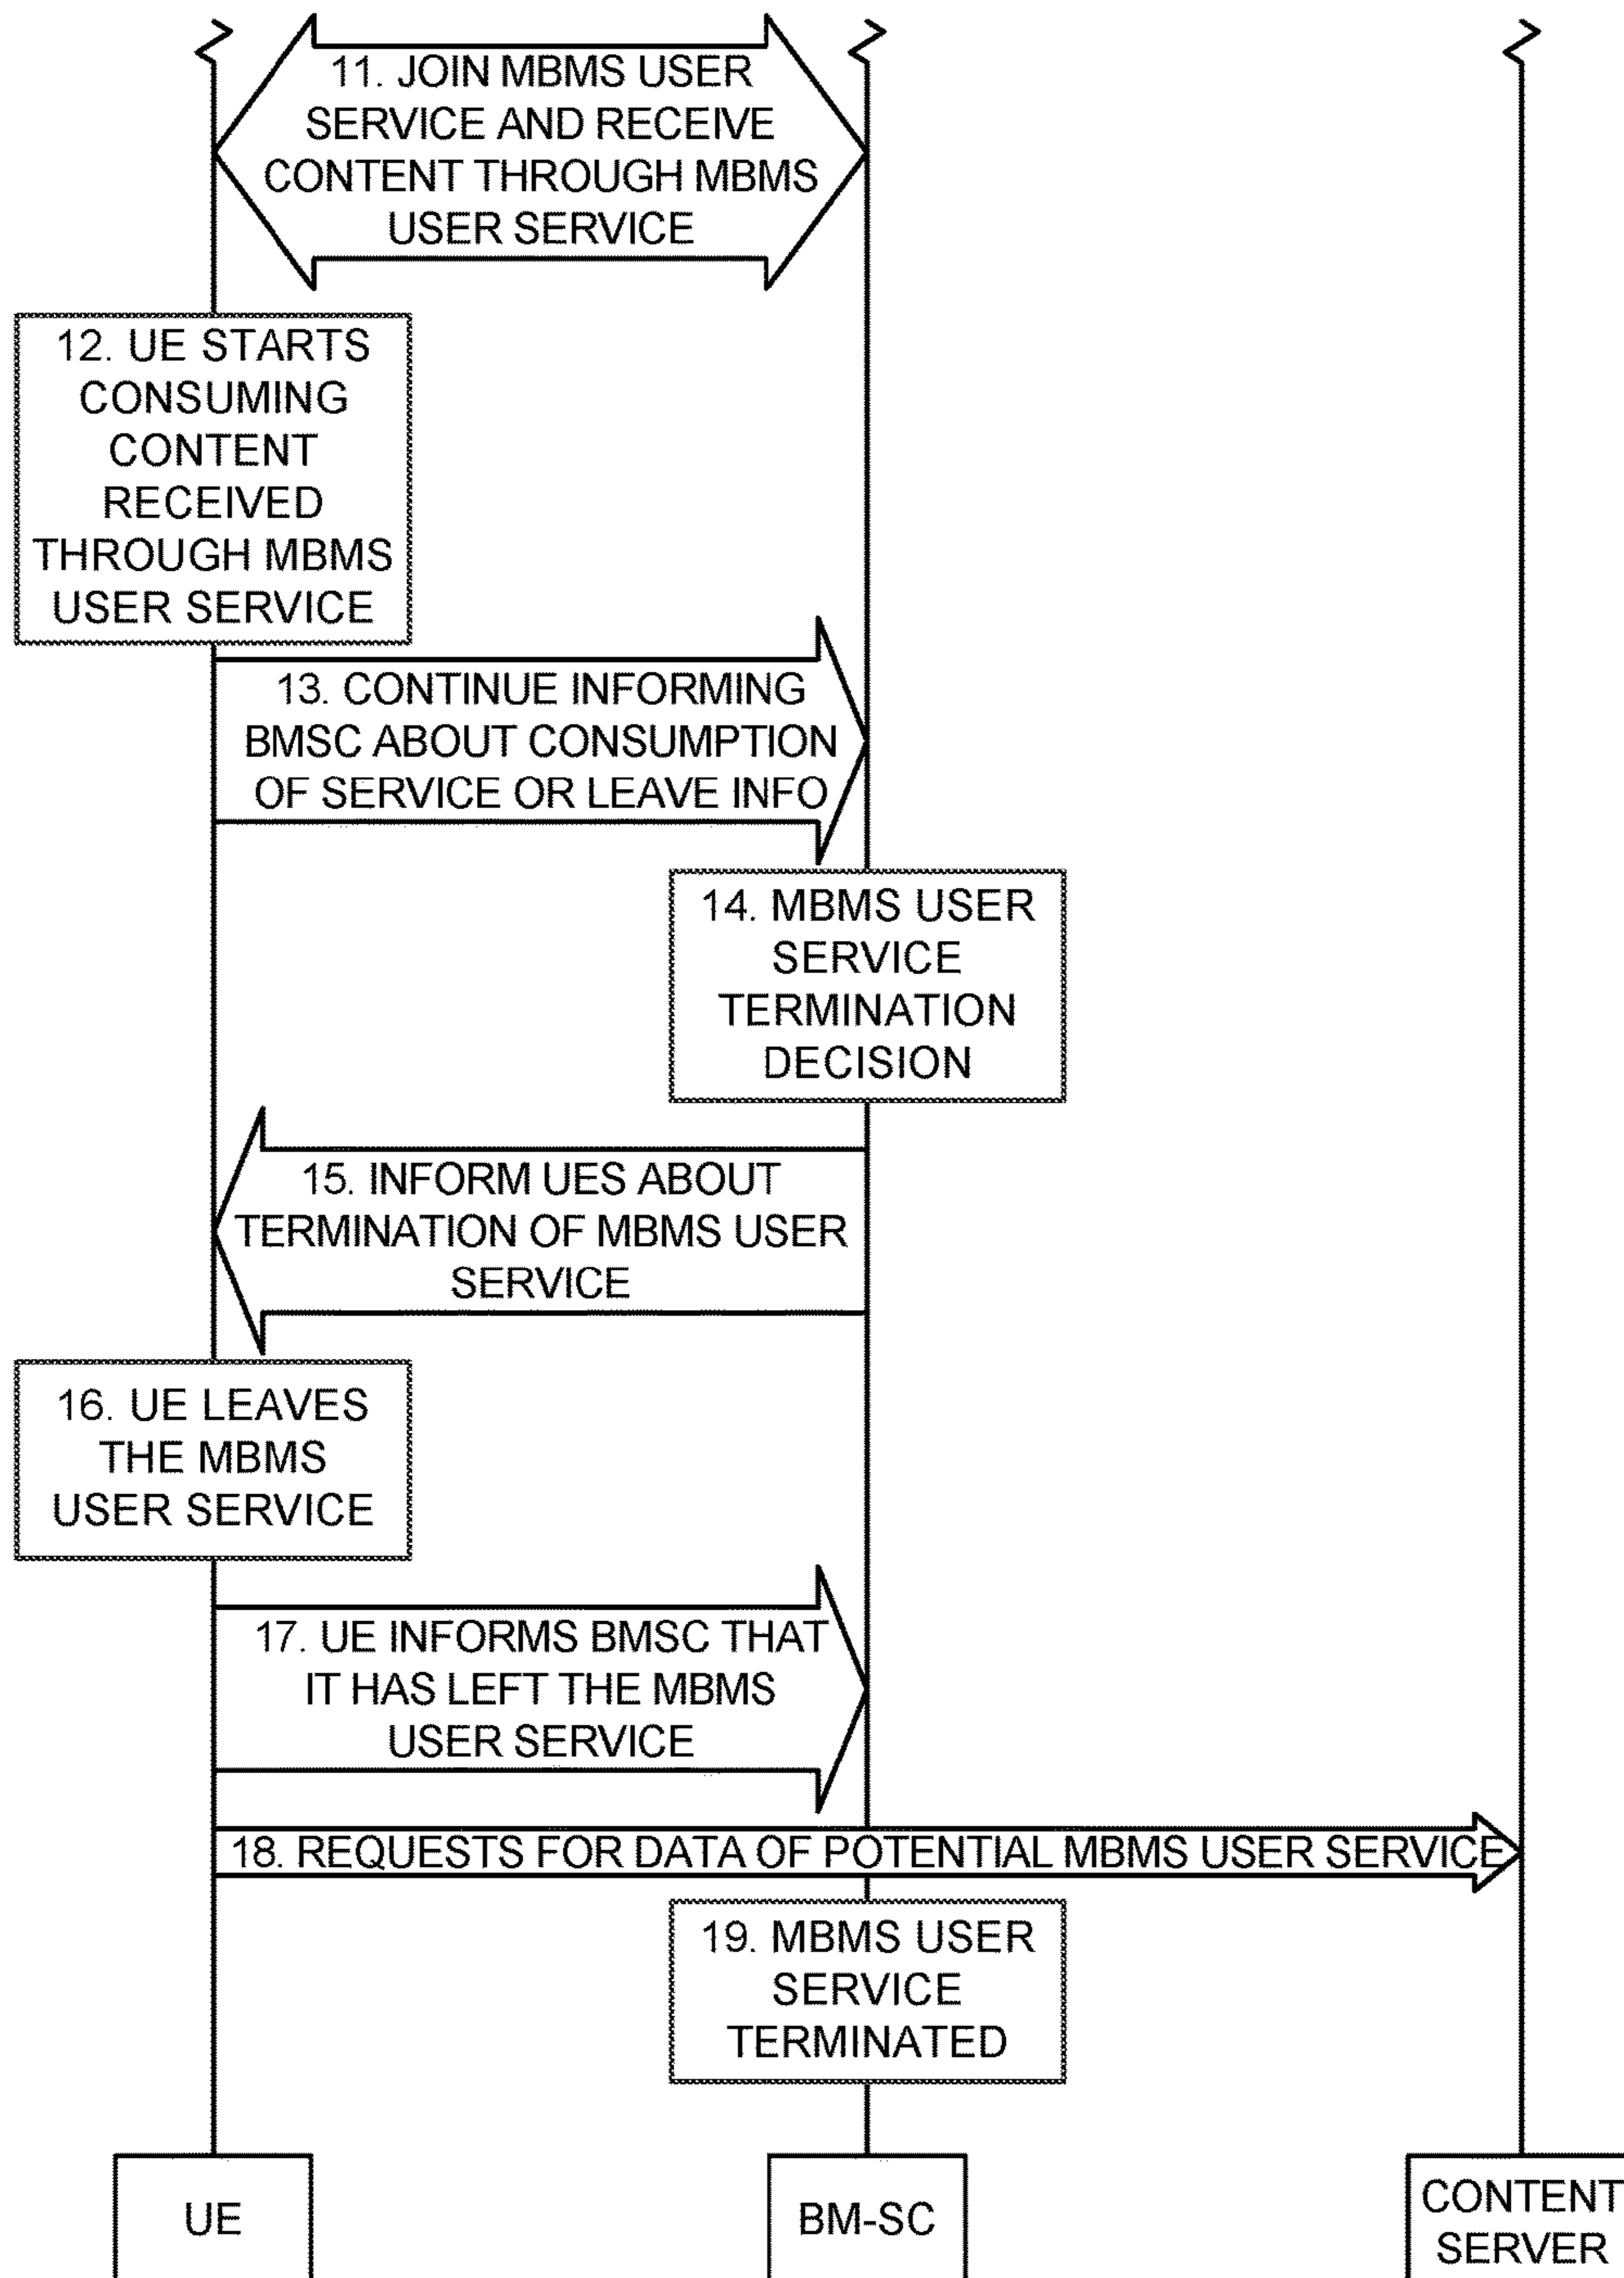 11. JOIN MBMS USER
SERVICE AND RECEIVE
CONTENT THROUGH MBMS
USER SERVICE
12. UE STARTS
CONSUMING
CONTENT
RECEIVED
THROUGH MBMS
USER SERVICE
13. CONTINUE INFORMING
BMSC ABOUT CONSUMPTION
OF SERVICE OR LEAVE INFO
14. MBMS USER
SERVICE
TERMINATION
DECISION
15. INFORM UES ABOUT
TERMINATION OF MBMS USER
SERVICE
16. UE LEAVES
THE MBMS
USER SERVICE
17. UE INFORMS BMSC THAT
IT HAS LEFT THE MBMS
USER SERVICE
18. REQUESTS FOR DATA OF POTENTIAL MBMS USER SERVICE
19. MBMS USER
SERVICE
TERMINATED
UE
BM-SC
CONTENT
SERVER